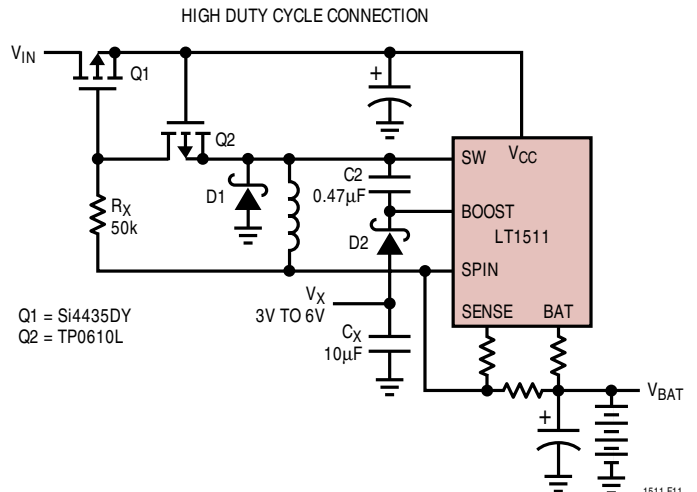 HIGH DUTY CYCLE CONNECTION
VIN
Q1
+
Q2
SW
VCC
C2
0.47µF
D1
RX
50k
BOOST
LT1511
D2
SPIN
VX
3V TO 6V
SENSE
BAT
Q1 = Si4435DY
Q2 = TP0610L
CX
10µF
VBAT
+
1511 F11